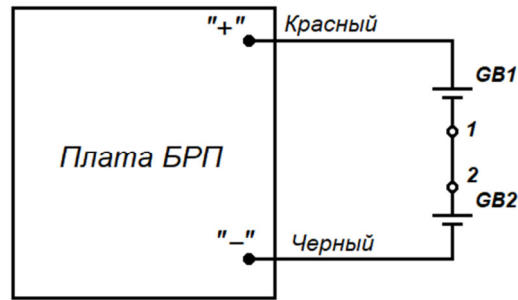 "+"
Красный
GB1
1
Плата БРП
2
GB2
"−"
Черный